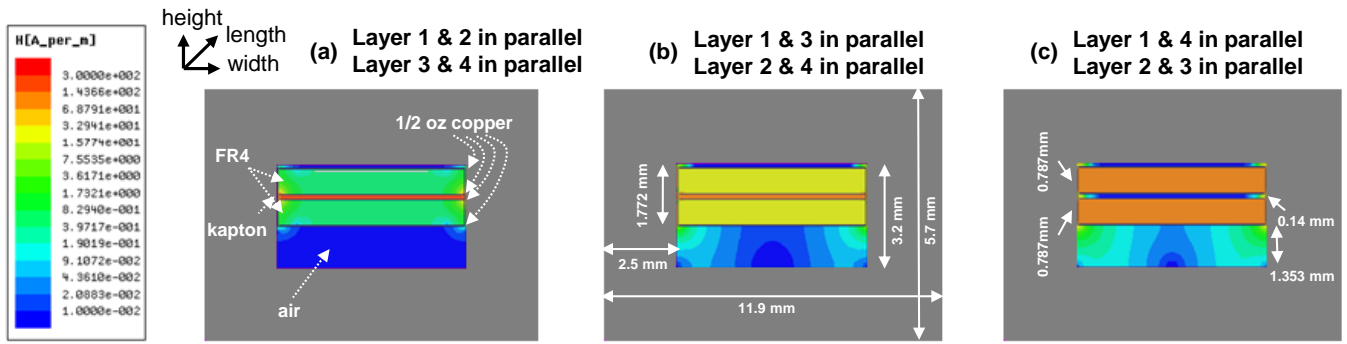 H[A_per_m]
3.0000e+002
1.4366e+002
6.8791e+001
3.2941e+001
1.5774e+001
7.5535e+000
3.6171e+000
1.7321e+000
8.2940e-001
3.9717e-001
1.9019e-001
9.1072e-002
4.3610e-002
2.0883e-002
1.0000e-002
height
length
width
(a)
Layer 1 & 2 in parallel
Layer 3 & 4 in parallel
1/2 oz copper
FR4
kapton
air
(b)
Layer 1 & 3 in parallel
Layer 2 & 4 in parallel
1.772 mm
3.2 mm
5.7 mm
2.5 mm
11.9 mm
(c)
Layer 1 & 4 in parallel
Layer 2 & 3 in parallel
0.787mm
0.787mm
0.14 mm
1.353 mm